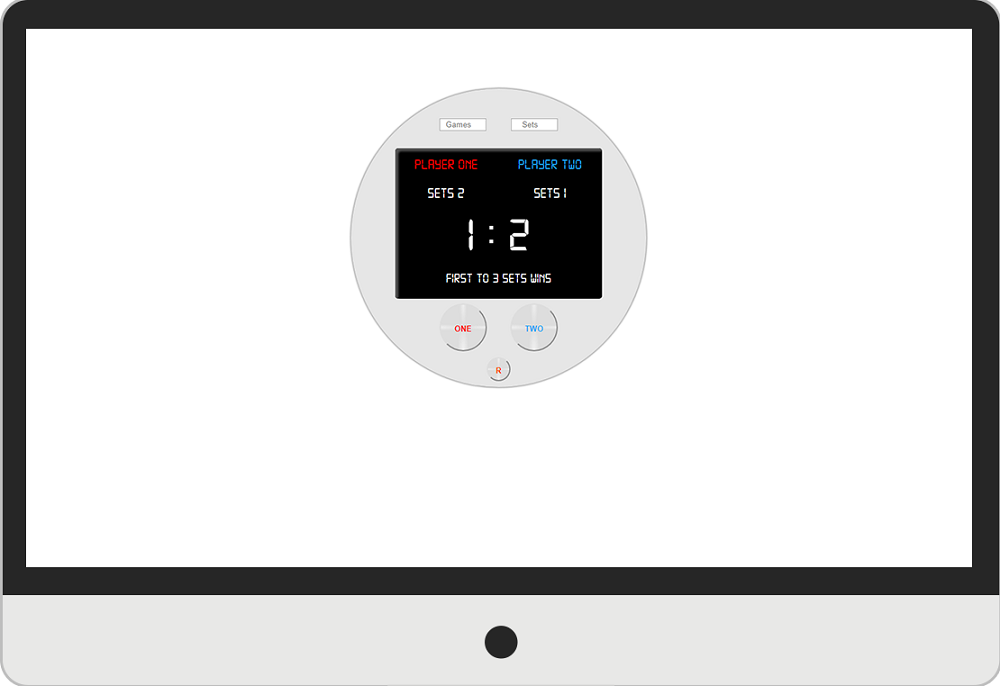 Games Sets
PLAYER ONE PLAYER TWO
SETS 2 SETS 1
1 : 2
FIRST TO 3 SETS WINS
ONE TWO
R